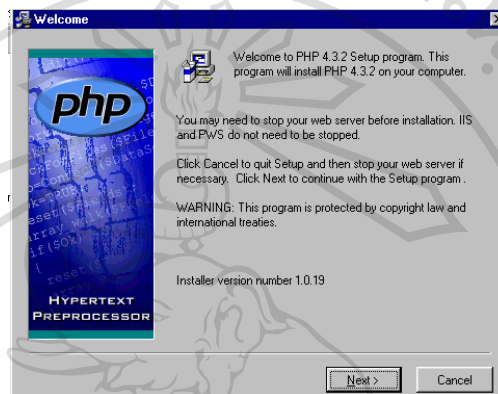 Welcome
Welcome to PHP 4.3.2 Setup program. This
program will install PHP 4.3.2 on your computer.
php
You may need to stop your web server before installation. IIS
and PWS do not need to be stopped.
Click Cancel to quit Setup and then stop your web server if
necessary. Click Next to continue with the Setup program .
WARNING: This program is protected by copyright law and
international treaties.
Installer version number 1.0.19
HYPERTEXT
PREPROCESSOR
Next >
Cancel